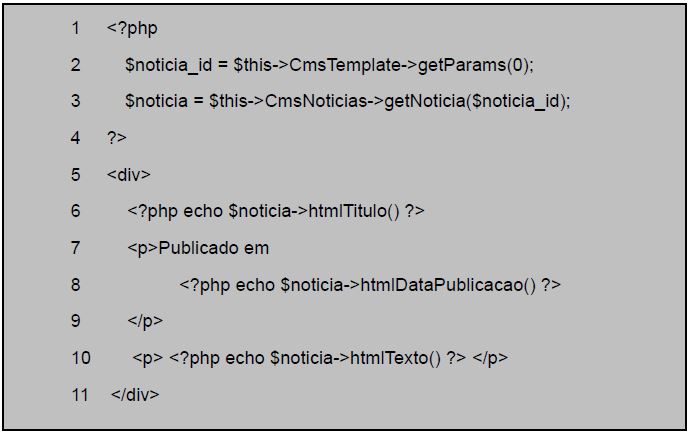 1 <?php
2 $noticia_id = $this->CmsTemplate->getParams(0);
3 $noticia = $this->CmsNoticias->getNoticia($noticia_id);
4 ?>
5 <div>
6 <?php echo $noticia->htmlTitulo() ?>
7 <p>Publicado em
8 <?php echo $noticia->htmlDataPublicacao() ?>
9 </p>
10 <p> <?php echo $noticia->htmlTexto() ?> </p>
11 </div>